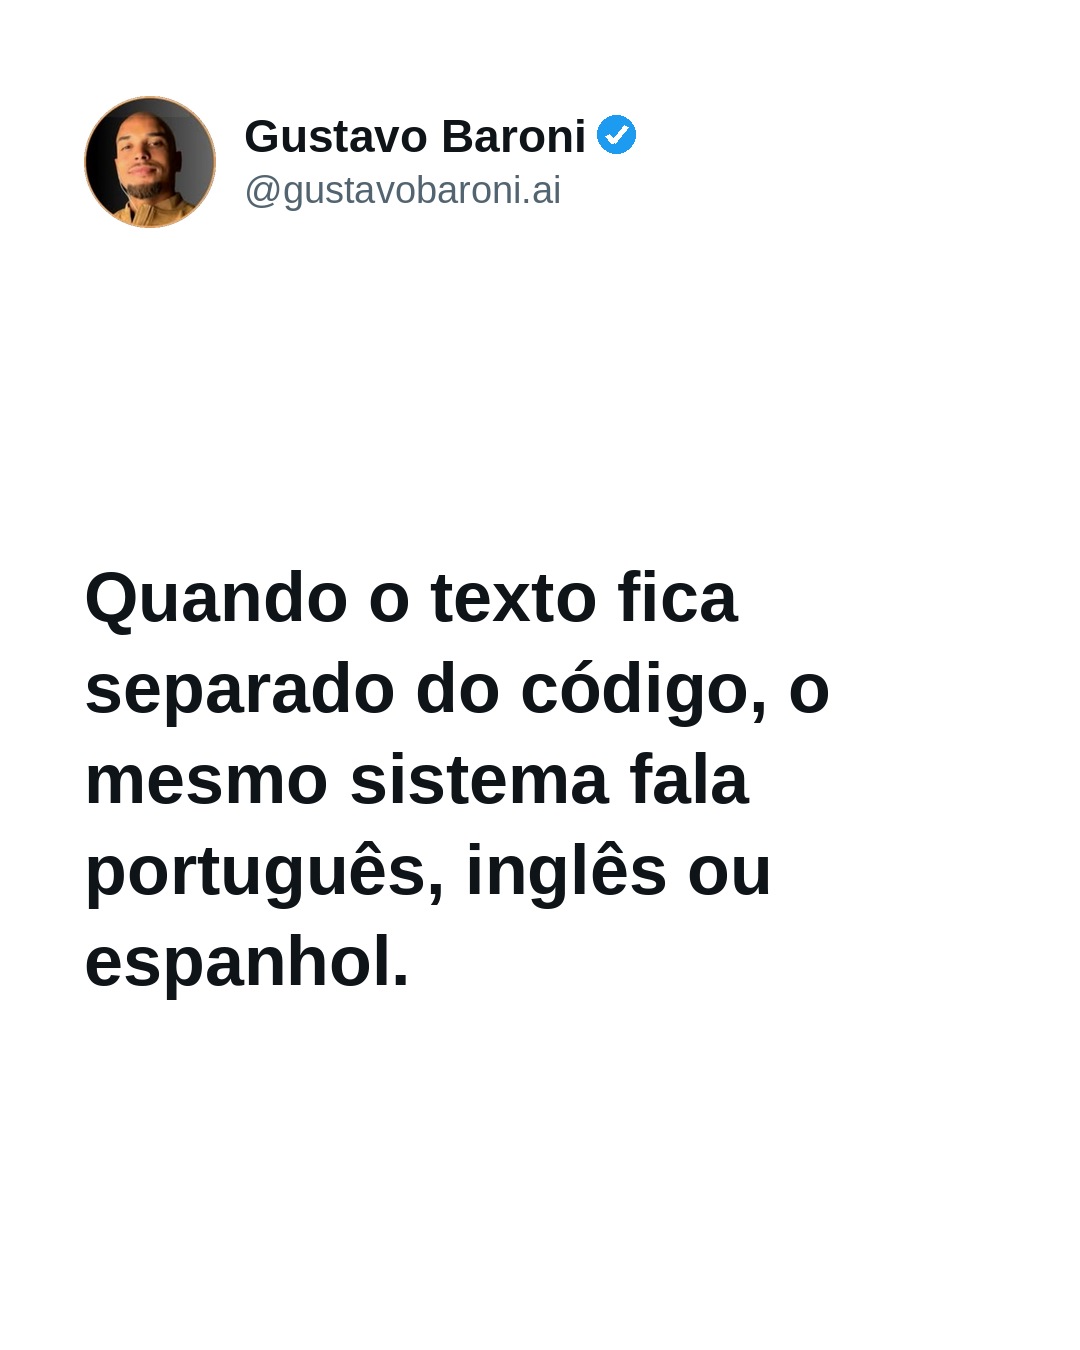 Gustavo Baroni
@gustavobaroni.ai
Quando o texto fica
separado do código, o
mesmo sistema fala
português, inglês ou
espanhol.